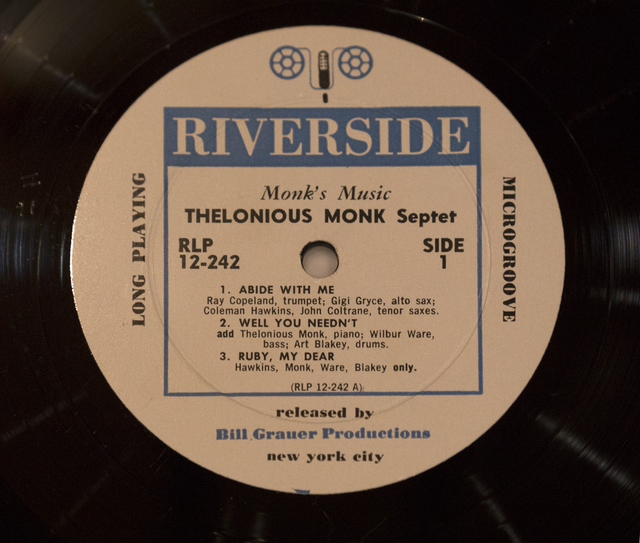 RIVERSIDE
Monk's Music
THELONIOUS MONK Septet
RLP
12-242
SIDE
1
LONG PLAYING
MICROGROOVE
1. ABIDE WITH ME
Ray Copeland, trumpet; Gigi Gryce, alto sax;
Coleman Hawkins, John Coltrane, tenor saxes.
2. WELL YOU NEEDN'T
add Thelonious Monk, piano; Wilbur Ware,
bass; Art Blakey, drums.
3. RUBY, MY DEAR
Hawkins, Monk, Ware, Blakey only.
(RLP 12-242 A)
released by
Bill Grauer Productions
new york city